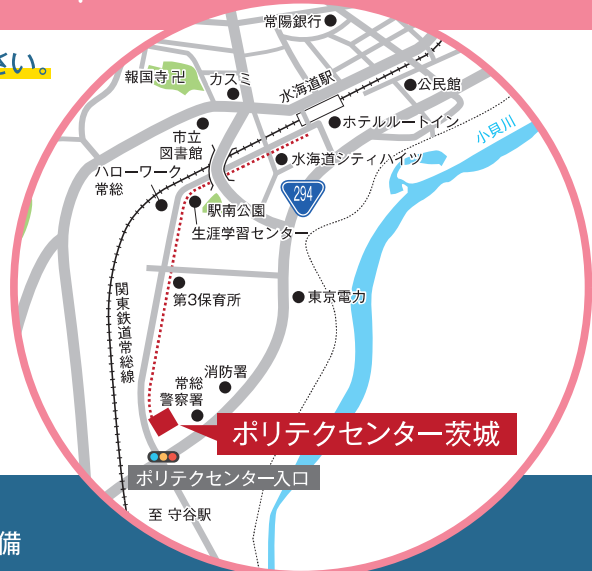 常陽銀行
さい。
報国寺卍
カスミ
水海道駅
公民館
ホテルルートイン
小見川
市立
図書館
水海道シティハイツ
ハローワーク
常総
294
駅南公園
生涯学習センター
関東鉄道常総線
第3保育所
東京電力
消防署
常総
警察署
ポリテクセンター茨城
ポリテクセンター入口
至 守谷駅
備